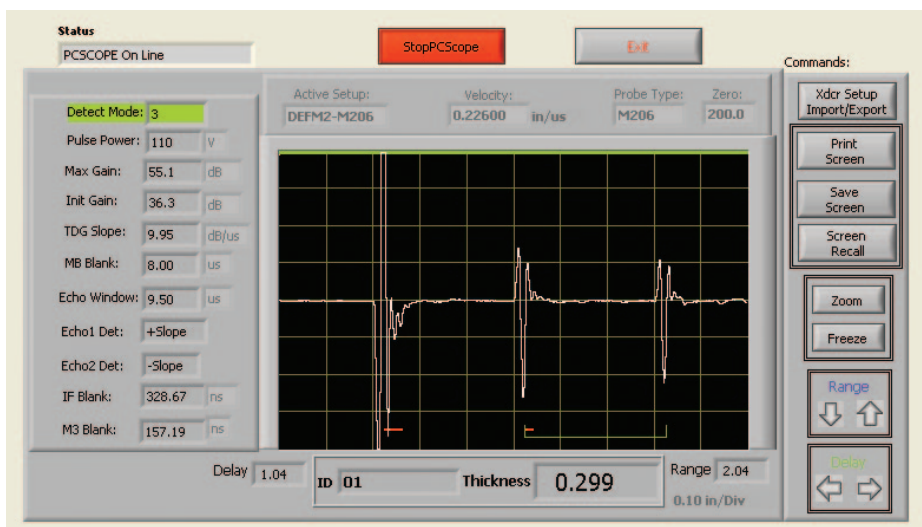 Status
PCSCOPE On Line
StopPCScope
Exit
Commands:
Detect Mode: 3
Pulse Power: 110 V
Max Gain: 55.1 dB
Init Gain: 36.3 dB
TDG Slope: 9.95 dB/us
MB Blank: 8.00 us
Echo Window: 9.50 us
Echo1 Det: +Slope
Echo2 Det: -Slope
IF Blank: 328.67 ns
M3 Blank: 157.19 ns
Active Setup:
DEFM2-M206
Velocity:
0.22600 in/us
Probe Type:
M206
Zero:
200.0
Delay 1.04
ID 01
Thickness 0.299
Range 2.04
0.10 in/Div
Xdcr Setup
Import/Export
Print
Screen
Save
Screen
Screen
Recall
Zoom
Freeze
Range
Delay